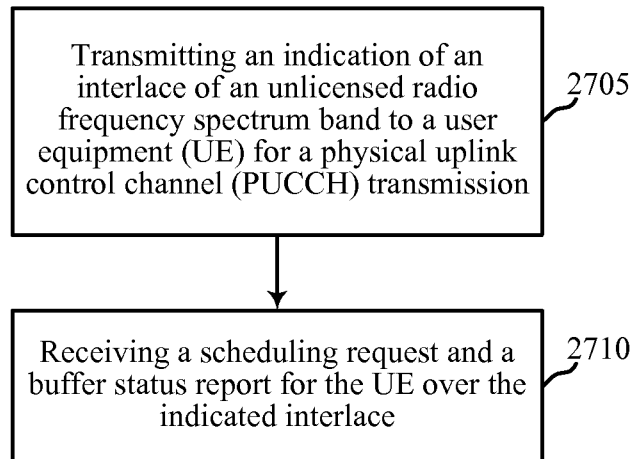 Transmitting an indication of an
interlace of an unlicensed radio
frequency spectrum band to a user
equipment (UE) for a physical uplink
control channel (PUCCH) transmission
2705
Receiving a scheduling request and a
buffer status report for the UE over the
indicated interlace
2710